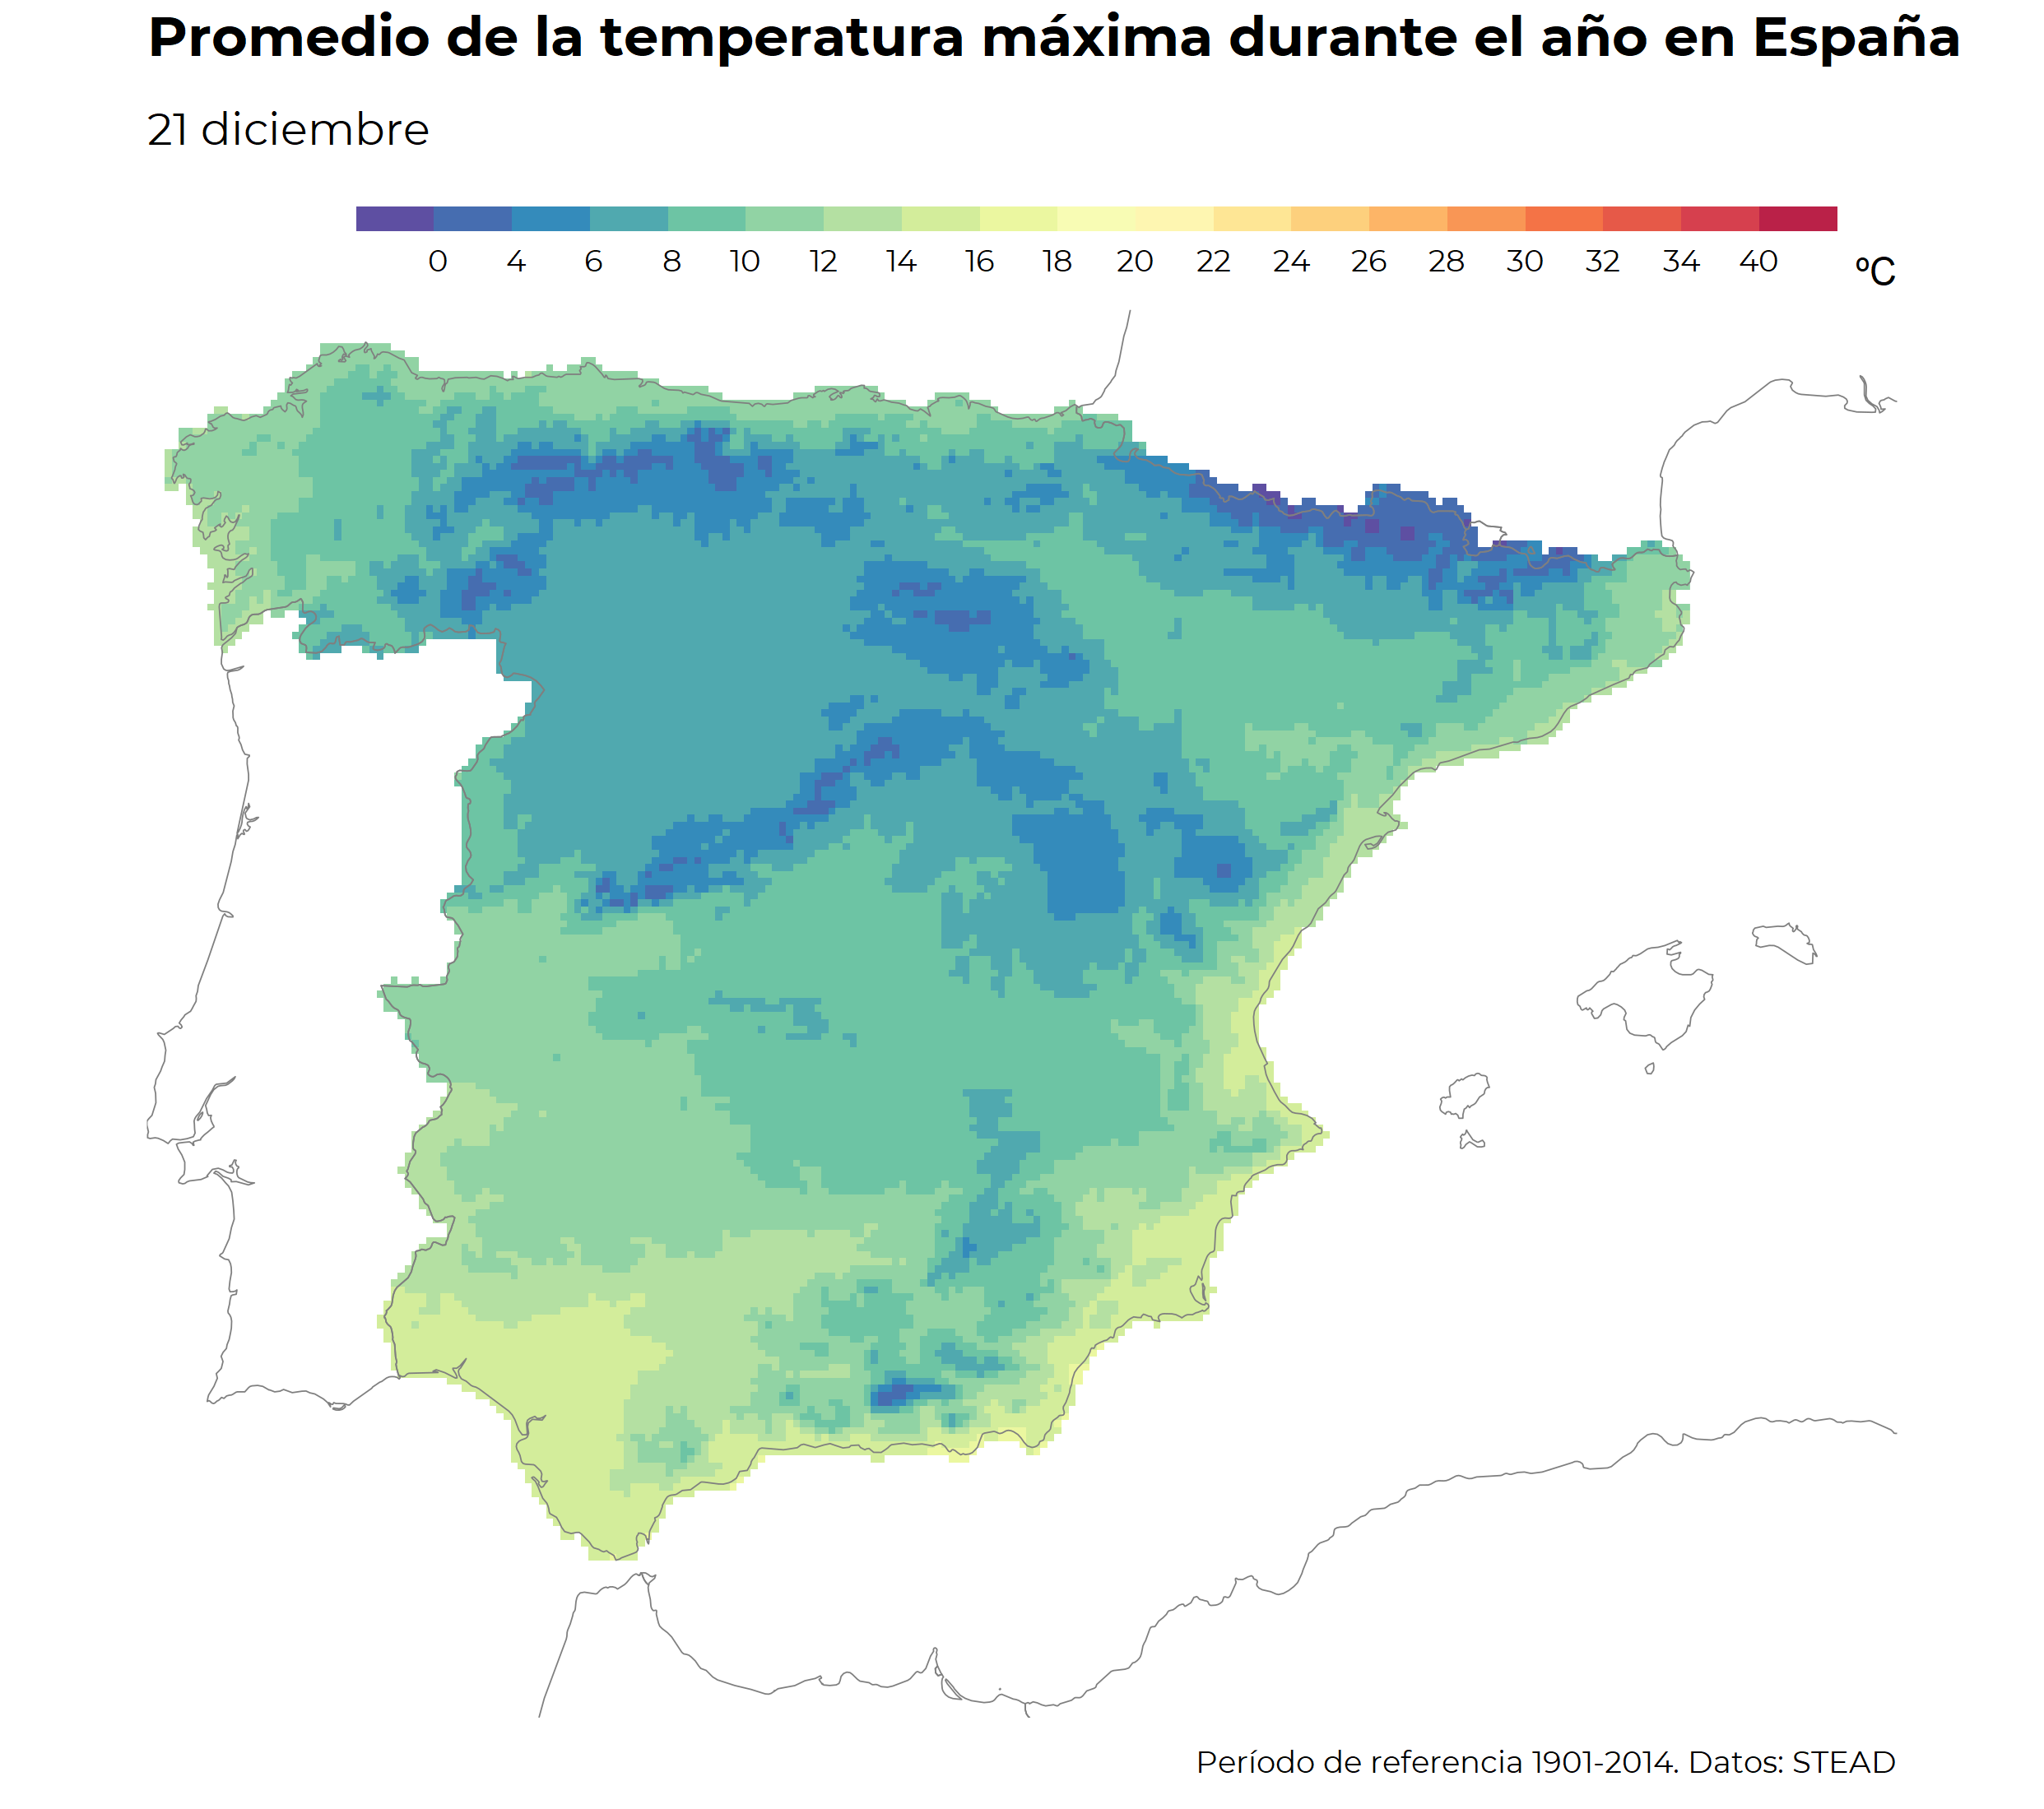 Promedio de la temperatura máxima durante el año en España
21 diciembre
0 4 6 8 10 12 14 16 18 20 22 24 26 28 30 32 34 40 ºC
Período de referencia 1901-2014. Datos: STEAD